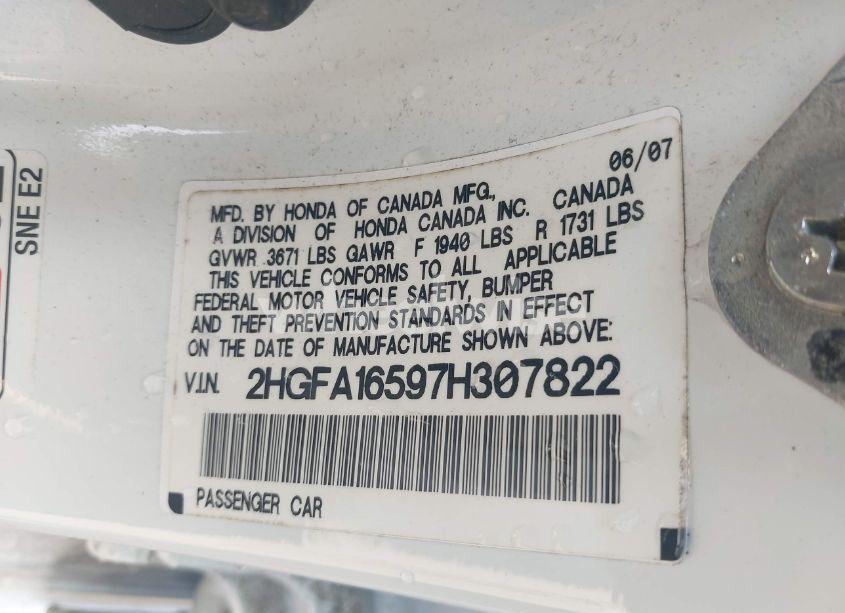 SNE E2
06/07
MFD. BY HONDA OF CANADA MFG.,
A DIVISION OF HONDA CANADA INC. CANADA
GVWR 3671 LBS GAWR F 1940 LBS R 1731 LBS
THIS VEHICLE CONFORMS TO ALL APPLICABLE
FEDERAL MOTOR VEHICLE SAFETY, BUMPER
AND THEFT PREVENTION STANDARDS IN EFFECT
ON THE DATE OF MANUFACTURE SHOWN ABOVE:
V.I.N. 2HGFA16597H307822
PASSENGER CAR